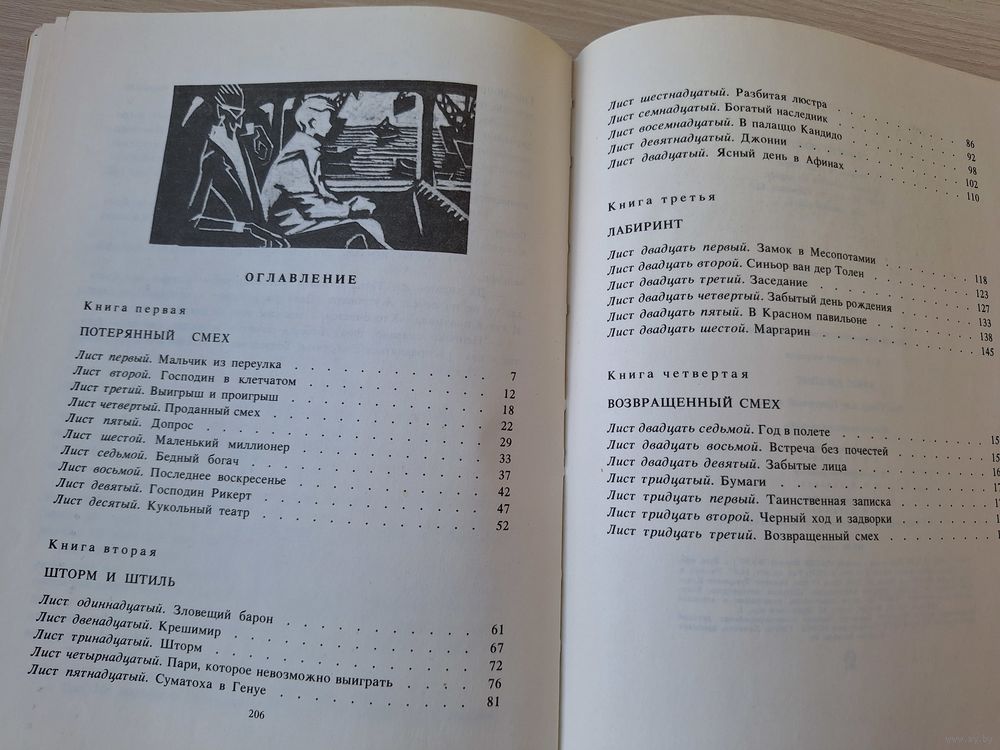 ОГЛАВЛЕНИЕ
Книга первая
ПОТЕРЯННЫЙ СМЕХ
Лист первый. Мальчик из переулка . . . . . . . . . . 7
Лист второй. Господин в клетчатом . . . . . . . . . . 12
Лист третий. Выигрыш и проигрыш . . . . . . . . . . 18
Лист четвертый. Проданный смех . . . . . . . . . . 22
Лист пятый. Допрос . . . . . . . . . . 29
Лист шестой. Маленький миллионер . . . . . . . . . . 33
Лист седьмой. Бедный богач . . . . . . . . . . 37
Лист восьмой. Последнее воскресенье . . . . . . . . . . 42
Лист девятый. Господин Рикерт . . . . . . . . . . 47
Лист десятый. Кукольный театр . . . . . . . . . . 52
Книга вторая
ШТОРМ И ШТИЛЬ
Лист одиннадцатый. Зловещий барон . . . . . . . . . . 61
Лист двенадцатый. Крешимир . . . . . . . . . . 67
Лист тринадцатый. Шторм . . . . . . . . . . 72
Лист четырнадцатый. Пари, которое невозможно выиграть . . . . 76
Лист пятнадцатый. Суматоха в Генуе . . . . . . . . . . 81
206
Лист шестнадцатый. Разбитая люстра . . . . . . . . . . 86
Лист семнадцатый. Богатый наследник . . . . . . . . . . 92
Лист восемнадцатый. В палаццо Кандидо . . . . . . . . . . 98
Лист девятнадцатый. Джонни . . . . . . . . . . 102
Лист двадцатый. Ясный день в Афинах . . . . . . . . . . 110
Книга третья
ЛАБИРИНТ
Лист двадцать первый. Замок в Месопотамии . . . . . . . 118
Лист двадцать второй. Синьор ван дер Толен . . . . . . . 123
Лист двадцать третий. Заседание . . . . . . . . . . 127
Лист двадцать четвертый. Забытый день рождения . . . . . . 133
Лист двадцать пятый. В Красном павильоне . . . . . . . 138
Лист двадцать шестой. Маргарин . . . . . . . . . . 145
Книга четвертая
ВОЗВРАЩЕННЫЙ СМЕХ
Лист двадцать седьмой. Год в полете . . . . . . . . . .
Лист двадцать восьмой. Встреча без почестей . . . . . . .
Лист двадцать девятый. Забытые лица . . . . . . . . . .
Лист тридцатый. Бумаги . . . . . . . . . .
Лист тридцать первый. Таинственная записка . . . . . . .
Лист тридцать второй. Черный ход и задворки . . . . . . .
Лист тридцать третий. Возвращенный смех . . . . . . .